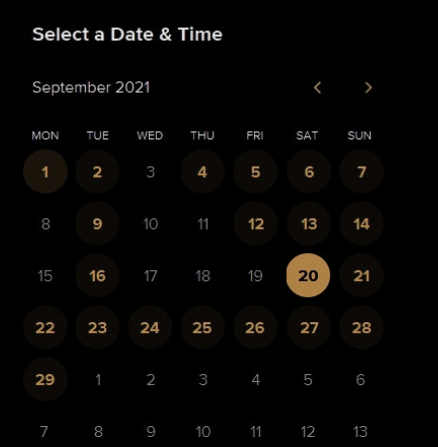 Select a Date & Time
September 2021
MON TUE WED THU FRI SAT SUN
1 2 3 4 5 6 7
8 9 10 11 12 13 14
15 16 17 18 19 20 21
22 23 24 25 26 27 28
29 1 2 3 4 5 6
7 8 9 10 11 12 13